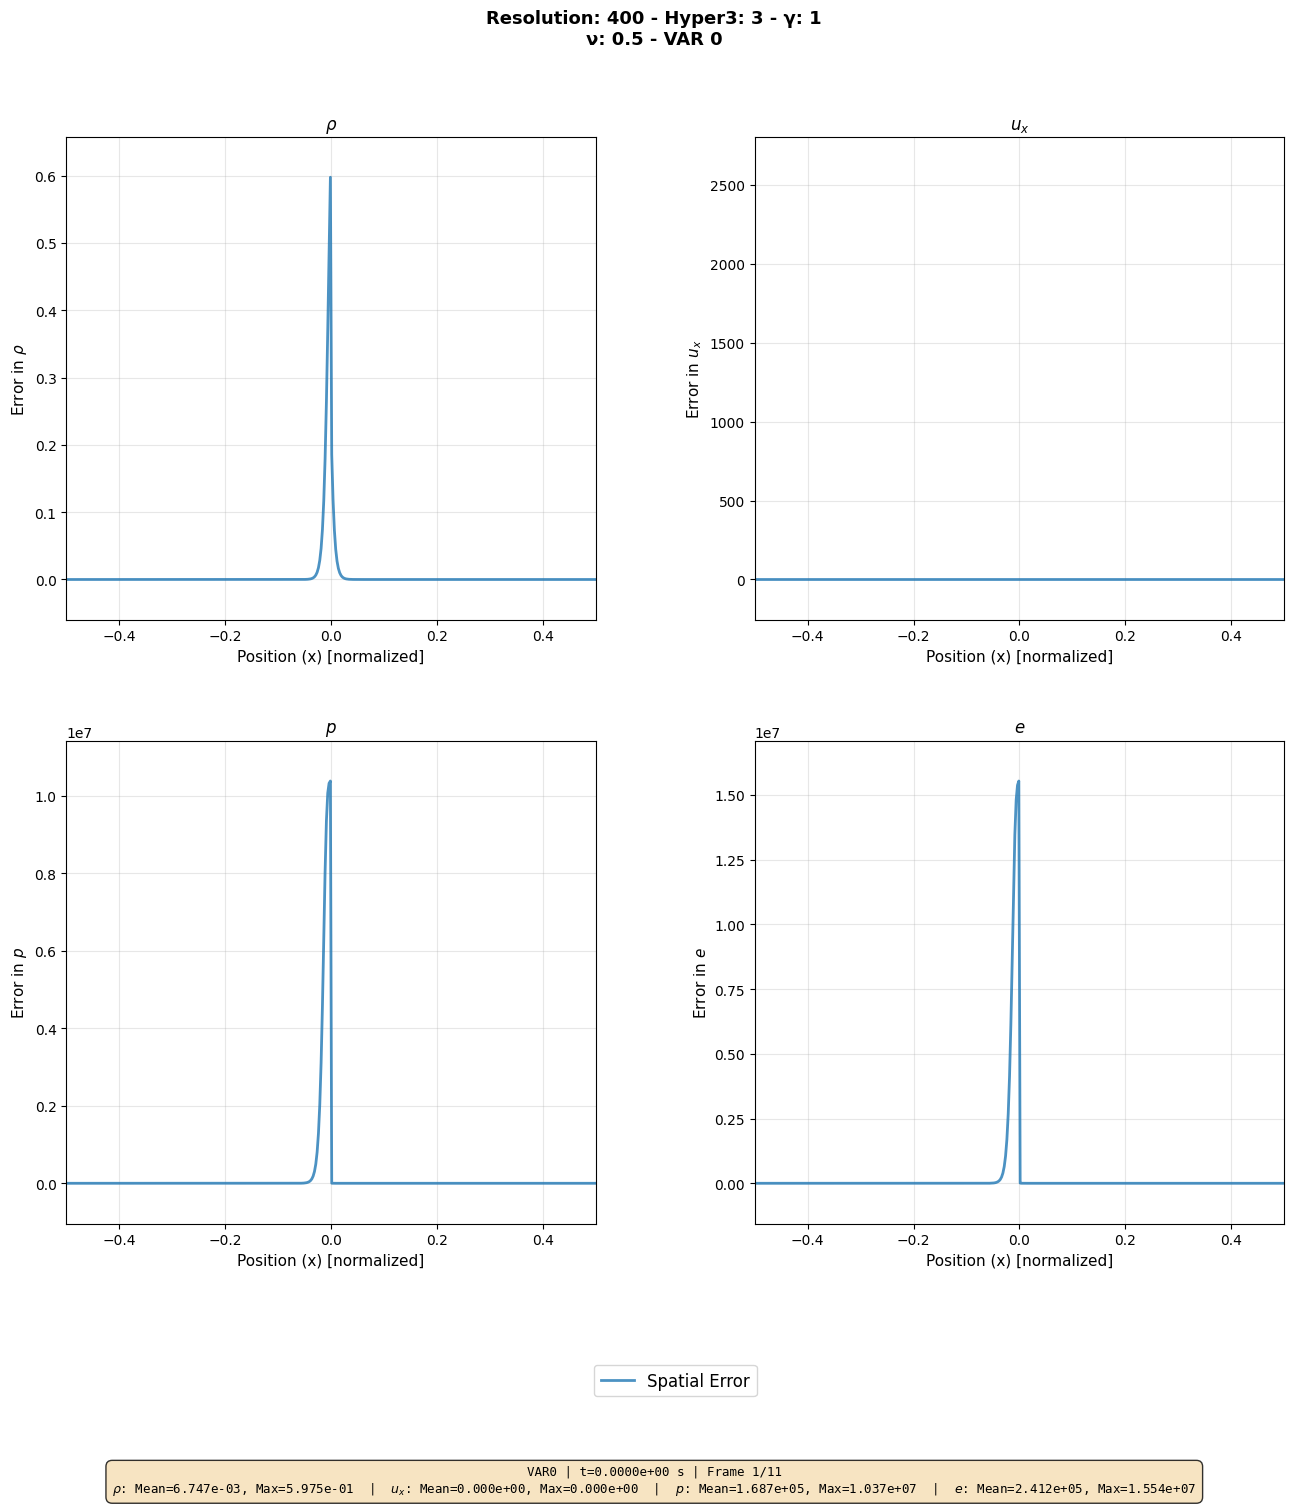 Resolution: 400 - Hyper3: 3 - γ: 1
ν: 0.5 - VAR 0
ρ
0.6
0.5
0.4
0.3
0.2
0.1
0.0
Error in ρ
−0.4
−0.2
0.0
0.2
0.4
Position (x) [normalized]
u_x
2500
2000
1500
1000
500
0
Error in u_x
−0.4
−0.2
0.0
0.2
0.4
Position (x) [normalized]
p
1e7
1.0
0.8
0.6
0.4
0.2
0.0
Error in p
−0.4
−0.2
0.0
0.2
0.4
Position (x) [normalized]
e
1e7
1.50
1.25
1.00
0.75
0.50
0.25
0.00
Error in e
−0.4
−0.2
0.0
0.2
0.4
Position (x) [normalized]
Spatial Error
VAR0 | t=0.0000e+00 s | Frame 1/11
ρ: Mean=6.747e-03, Max=5.975e-01 | u_x: Mean=0.000e+00, Max=0.000e+00 | p: Mean=1.687e+05, Max=1.037e+07 | e: Mean=2.412e+05, Max=1.554e+07